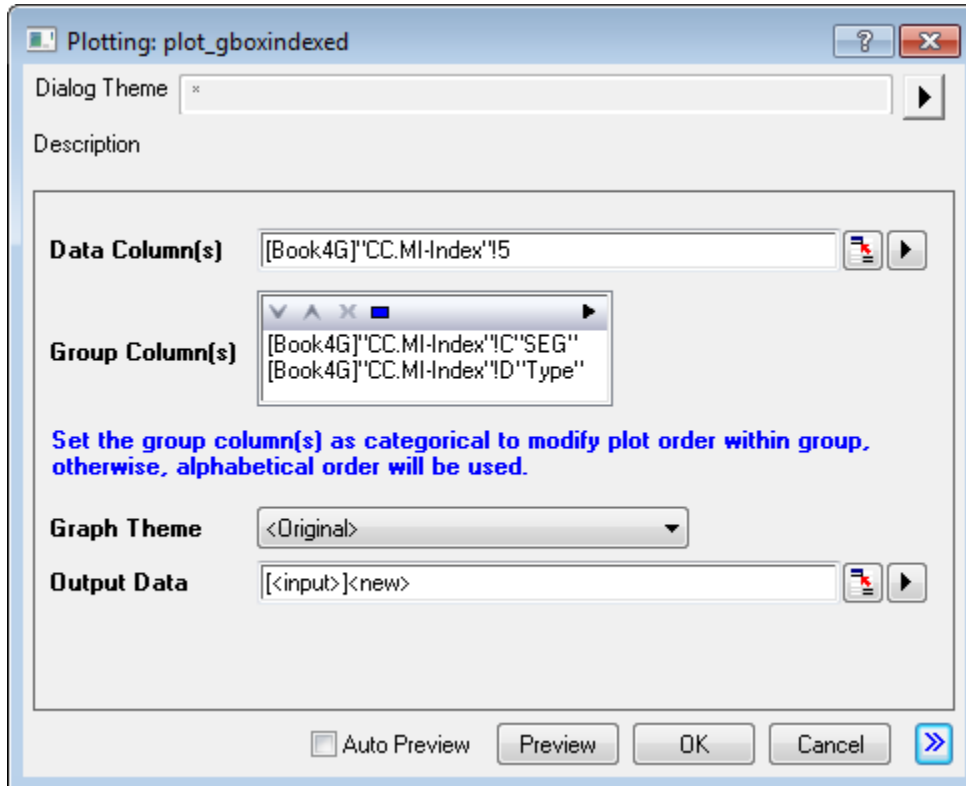 Plotting: plot_gboxindexed
Dialog Theme *
Description
Data Column(s) [Book4G]"CC.MI-Index"!5
Group Column(s) [Book4G]"CC.MI-Index"!C"SEG"
[Book4G]"CC.MI-Index"!D"Type"
Set the group column(s) as categorical to modify plot order within group,
otherwise, alphabetical order will be used.
Graph Theme <Original>
Output Data [<input>]<new>
Auto Preview Preview OK Cancel